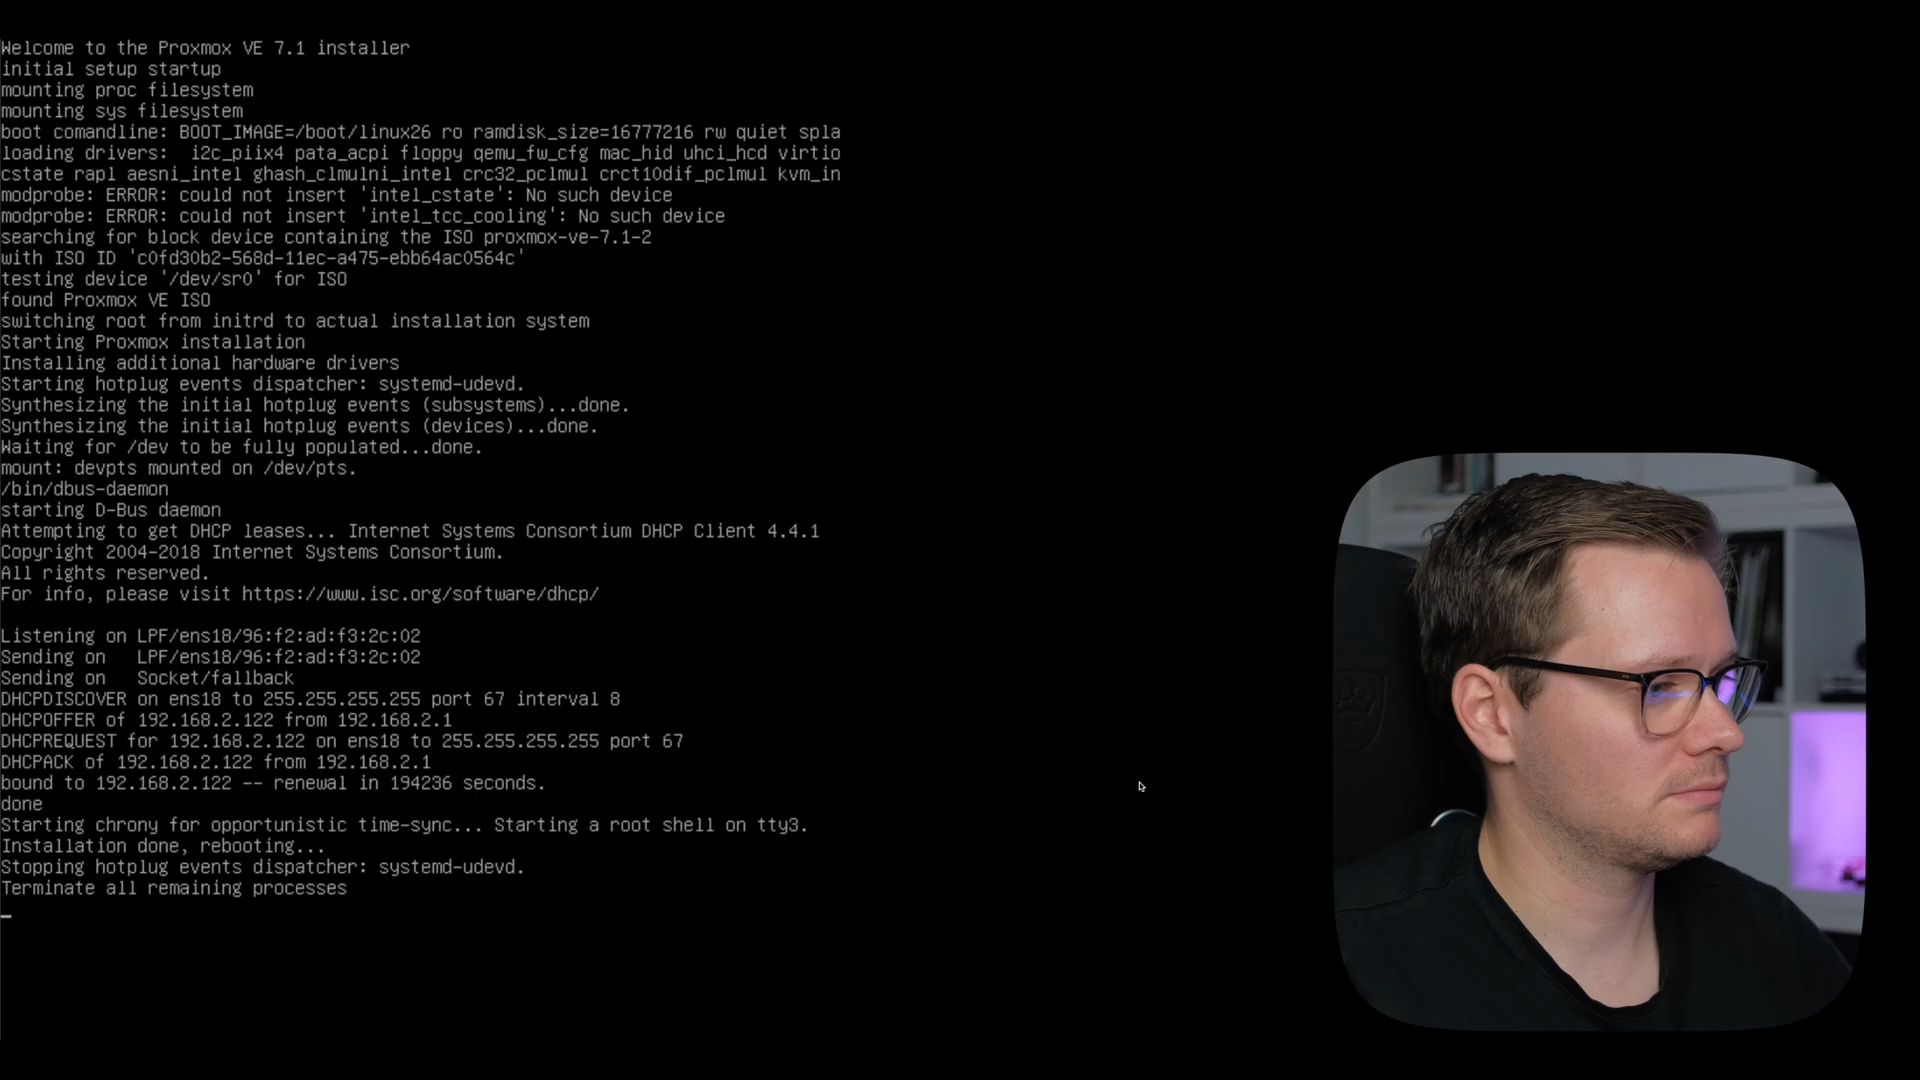 Welcome to the Proxmox VE 7.1 installer
initial setup startup
mounting proc filesystem
mounting sys filesystem
boot comandline: BOOT_IMAGE=/boot/linux26 ro ramdisk_size=16777216 rw quiet spla
loading drivers:  i2c_piix4 pata_acpi floppy qemu_fw_cfg mac_hid uhci_hcd virtio
cstate rapl aesni_intel ghash_clmulni_intel crc32_pclmul crct10dif_pclmul kvm_in
modprobe: ERROR: could not insert 'intel_cstate': No such device
modprobe: ERROR: could not insert 'intel_tcc_cooling': No such device
searching for block device containing the ISO proxmox-ve-7.1-2
with ISO ID 'c0fd30b2-568d-11ec-a475-ebb64ac0564c'
testing device '/dev/sr0' for ISO
found Proxmox VE ISO
switching root from initrd to actual installation system
Starting Proxmox installation
Installing additional hardware drivers
Starting hotplug events dispatcher: systemd-udevd.
Synthesizing the initial hotplug events (subsystems)...done.
Synthesizing the initial hotplug events (devices)...done.
Waiting for /dev to be fully populated...done.
mount: devpts mounted on /dev/pts.
/bin/dbus-daemon
starting D-Bus daemon
Attempting to get DHCP leases... Internet Systems Consortium DHCP Client 4.4.1
Copyright 2004-2018 Internet Systems Consortium.
All rights reserved.
For info, please visit https://www.isc.org/software/dhcp/
Listening on LPF/ens18/96:f2:ad:f3:2c:02
Sending on   LPF/ens18/96:f2:ad:f3:2c:02
Sending on   Socket/fallback
DHCPDISCOVER on ens18 to 255.255.255.255 port 67 interval 8
DHCPOFFER of 192.168.2.122 from 192.168.2.1
DHCPREQUEST for 192.168.2.122 on ens18 to 255.255.255.255 port 67
DHCPACK of 192.168.2.122 from 192.168.2.1
bound to 192.168.2.122 -- renewal in 194236 seconds.
done
Starting chrony for opportunistic time-sync... Starting a root shell on tty3.
Installation done, rebooting...
Stopping hotplug events dispatcher: systemd-udevd.
Terminate all remaining processes